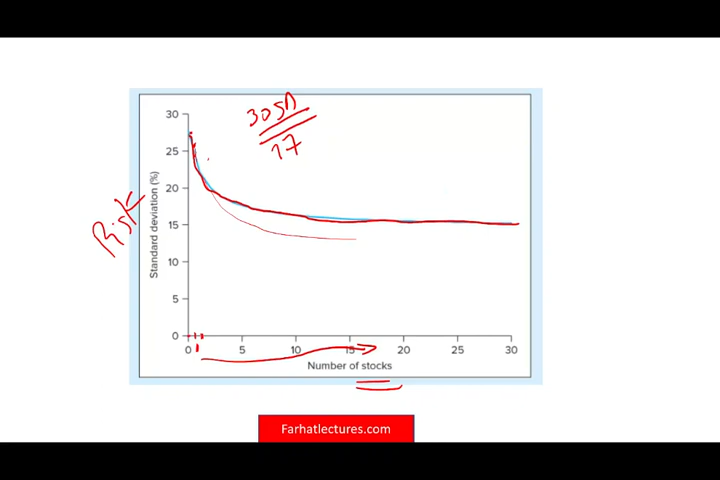 30SD
17
Risk
Standard deviation (%)
30
25
20
15
10
5
0
0 5 10 15 20 25 30
Number of stocks
Farhatlectures.com